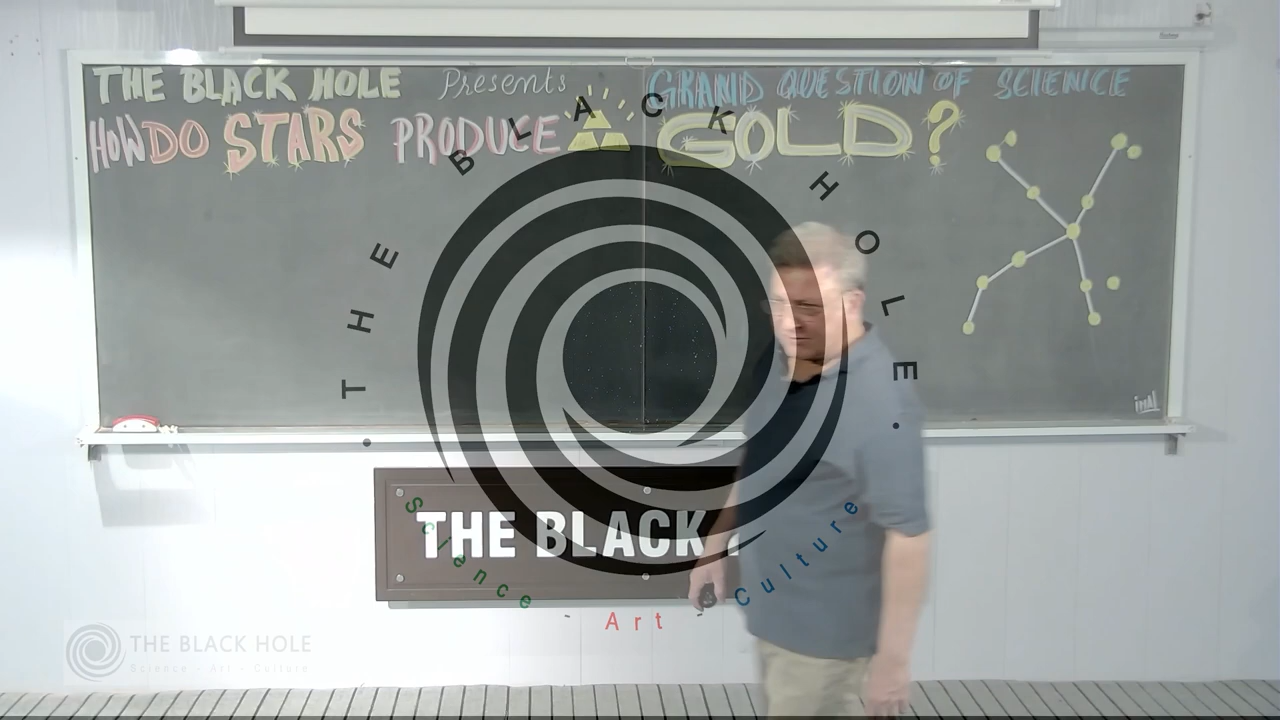 THE BLACK HOLE Presents GRAND QUESTION OF SCIENCE
HOW DO STARS PRODUCE GOLD?
• THE BLACK HOLE •
THE BLACK
Science - Art - Culture
THE BLACK HOLE
Science - Art - Culture